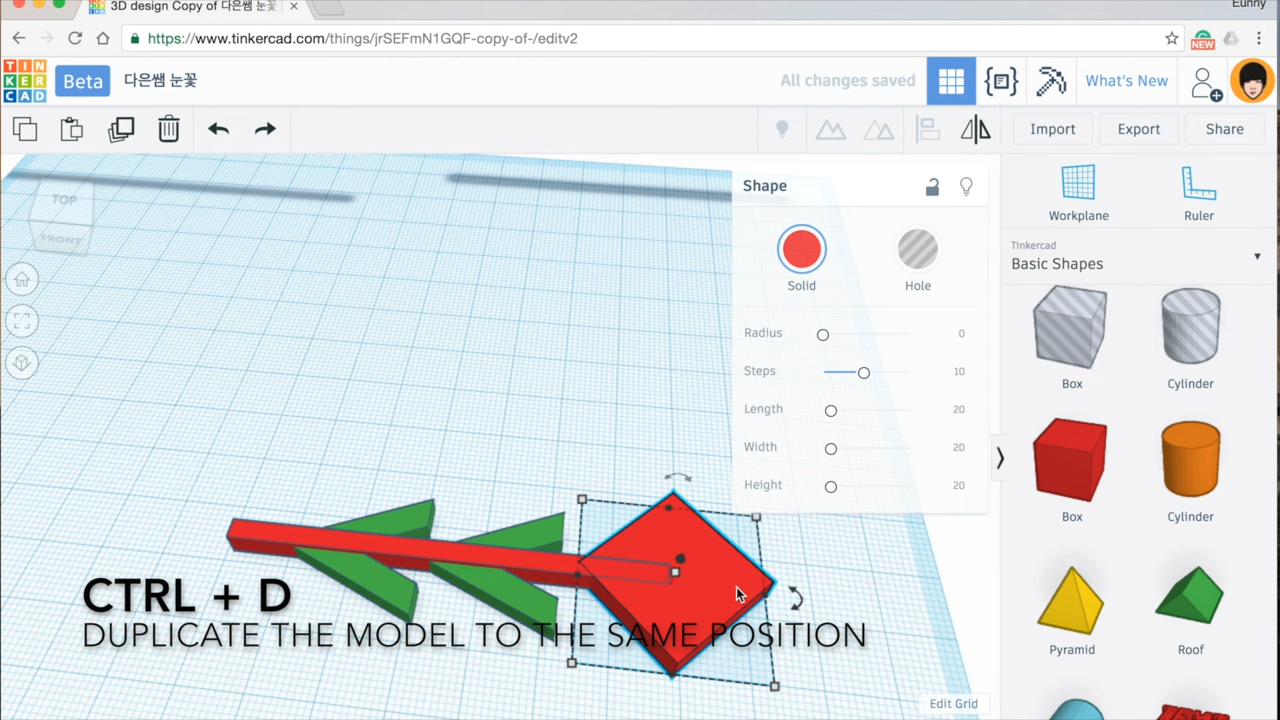 3D design Copy of 다은쌤 눈꽃
Eunny
https://www.tinkercad.com/things/jrSEFmN1GQF-copy-of-/editv2
NEW
TIN
KER
CAD
Beta
다은쌤 눈꽃
All changes saved
What's New
Import
Export
Share
TOP
FRONT
Shape
Solid
Hole
Radius 0
Steps 10
Length 20
Width 20
Height 20
Workplane
Ruler
Tinkercad
Basic Shapes
Box
Cylinder
Box
Cylinder
Pyramid
Roof
CTRL + D
DUPLICATE THE MODEL TO THE SAME POSITION
Edit Grid